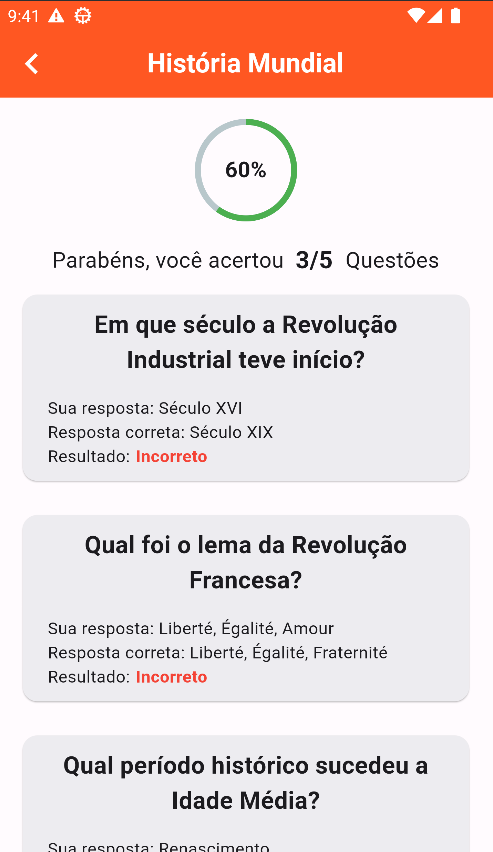 9:41
História Mundial
60%
Parabéns, você acertou 3/5 Questões
Em que século a Revolução
Industrial teve início?
Sua resposta: Século XVI
Resposta correta: Século XIX
Resultado: Incorreto
Qual foi o lema da Revolução
Francesa?
Sua resposta: Liberté, Égalité, Amour
Resposta correta: Liberté, Égalité, Fraternité
Resultado: Incorreto
Qual período histórico sucedeu a
Idade Média?
Sua resposta: Renascimento